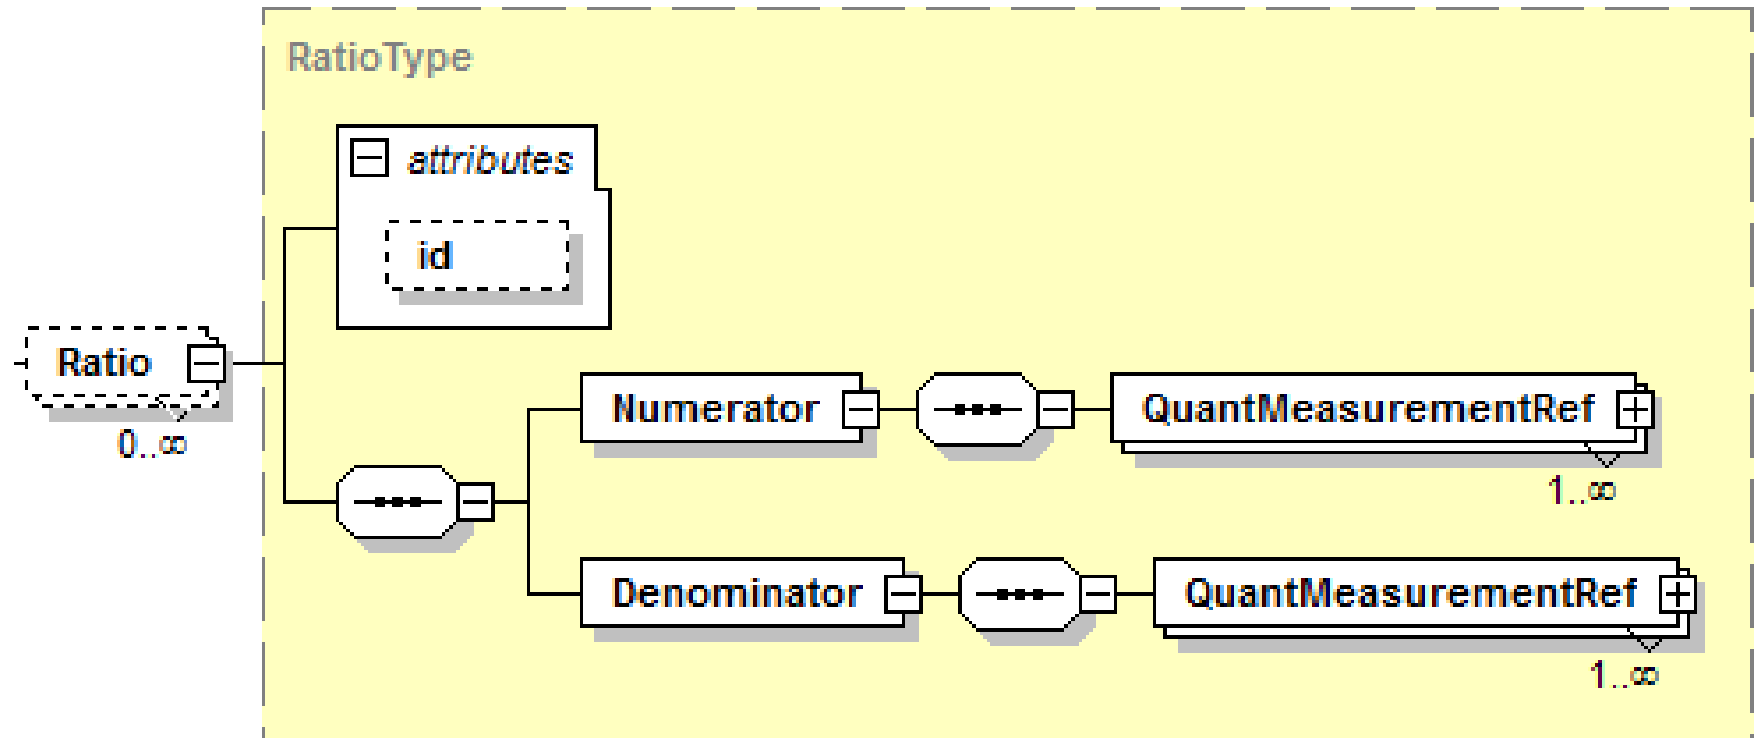 RatioType
attributes
id
Ratio
0..∞
Numerator
QuantMeasurementRef
1..∞
Denominator
QuantMeasurementRef
1..∞